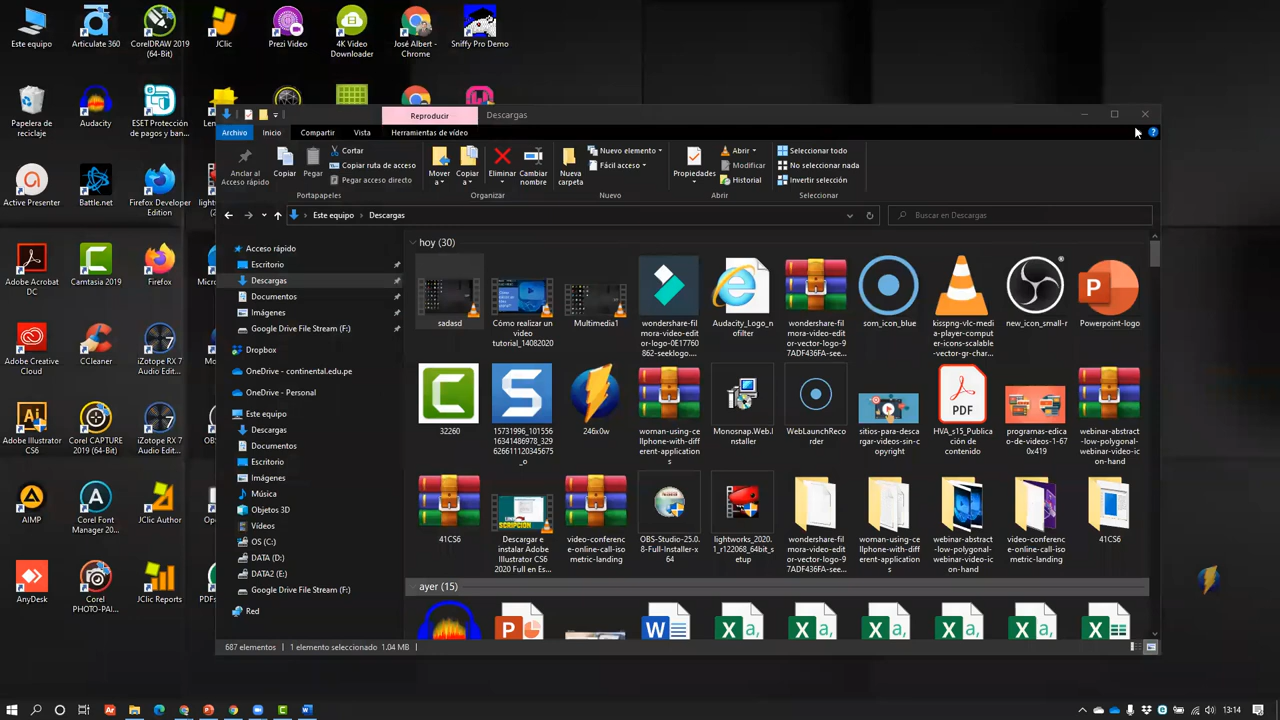 Este equipo
Articulate 360
CorelDRAW 2019
(64-Bit)
JClic
Prezi Video
4K Video
Downloader
José Albert -
Chrome
Sniffy Pro Demo
Papelera de
reciclaje
Audacity
ESET Protección
de pagos y ban...
Active Presenter
Battle.net
Firefox Developer
Edition
Adobe Acrobat
DC
Camtasia 2019
Firefox
Adobe Creative
Cloud
CCleaner
iZotope RX 7
Audio Edit...
Adobe Illustrator
CS6
Corel CAPTURE
2019 (64-Bit)
iZotope RX 7
Audio Edit...
AIMP
Corel Font
Manager 20...
JClic Author
AnyDesk
Corel
PHOTO-PAI...
JClic Reports
Reproducir
Descargas
Archivo
Inicio
Compartir
Vista
Herramientas de vídeo
Anclar al
Acceso rápido
Copiar
Pegar
Cortar
Copiar ruta de acceso
Pegar acceso directo
Portapapeles
Mover
a
Copiar
a
Eliminar
Cambiar
nombre
Organizar
Nueva
carpeta
Nuevo elemento
Fácil acceso
Nuevo
Propiedades
Abrir
Modificar
Historial
Abrir
Seleccionar todo
No seleccionar nada
Invertir selección
Seleccionar
Este equipo > Descargas
Buscar en Descargas
Acceso rápido
Escritorio
Descargas
Documentos
Imágenes
Google Drive File Stream (F:)
Dropbox
OneDrive - continental.edu.pe
OneDrive - Personal
Este equipo
Descargas
Documentos
Escritorio
Imágenes
Música
Objetos 3D
Vídeos
OS (C:)
DATA (D:)
DATA2 (E:)
Google Drive File Stream (F:)
Red
hoy (30)
sadasd
Cómo realizar un
video
tutorial_14082020
Multimedia1
wondershare-fil
mora-video-edit
or-logo-0E17760
862-seeklogo....
Audacity_Logo_n
ofilter
wondershare-fil
mora-video-edit
or-vector-logo-9
7ADF436FA-see...
som_icon_blue
kisspng-vlc-medi
a-player-comput
er-icons-scalable
-vector-gr-char...
new_icon_small-r
Powerpoint-logo
32260
15731996_101556
16341486978_329
6266111203456­75
_o
246x0w
woman-using-ce
llphone-with-diff
erent-application
s
Monosnap.Web.I
nstaller
WebLaunchReco
rder
sitios-para-desc
argar-videos-sin-c
opyright
HVA_s15_Publica
ción de
contenido
programas-edica
o-de-videos-1-67
0x419
webinar-abstract
-low-polygonal-
webinar-video-ic
on-hand
41CS6
Descargar e
instalar Adobe
Illustrator CS6
2020 Full en Es...
video-conferenc
e-online-call-iso
metric-landing
OBS-Studio-25.0.
8-Full-Installer-x
64
lightworks_2020.
1_r122068_64bit_s
etup
wondershare-fil
mora-video-edit
or-vector-logo-9
7ADF436FA-see...
woman-using-ce
llphone-with-diff
erent-application
s
webinar-abstract
-low-polygonal-
webinar-video-ic
on-hand
video-conferenc
e-online-call-iso
metric-landing
41CS6
ayer (15)
687 elementos
1 elemento seleccionado 1.04 MB
13:14